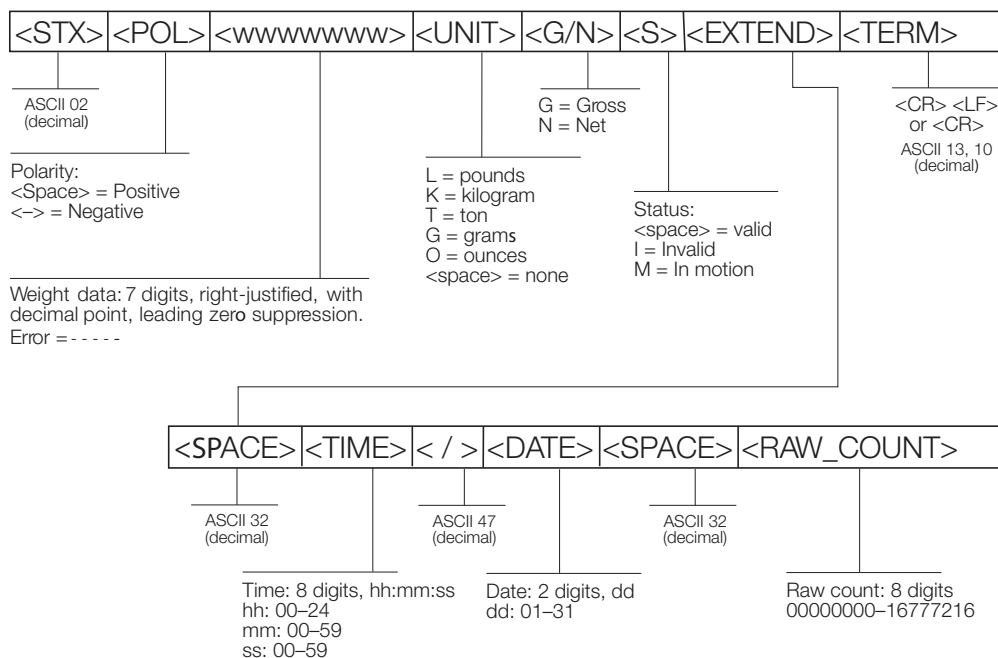 <STX> <POL> <wwwwwww> <UNIT> <G/N> <S> <EXTEND> <TERM>
ASCII 02
(decimal)
Polarity:
<Space> = Positive
<–> = Negative
Weight data: 7 digits, right-justified, with
decimal point, leading zero suppression.
Error = - - - - -
L = pounds
K = kilogram
T = ton
G = grams
O = ounces
<space> = none
G = Gross
N = Net
Status:
<space> = valid
I = Invalid
M = In motion
<CR> <LF>
or <CR>
ASCII 13, 10
(decimal)
<SPACE> <TIME> < / > <DATE> <SPACE> <RAW_COUNT>
ASCII 32
(decimal)
Time: 8 digits, hh:mm:ss
hh: 00–24
mm: 00–59
ss: 00–59
ASCII 47
(decimal)
Date: 2 digits, dd
dd: 01–31
ASCII 32
(decimal)
Raw count: 8 digits
00000000–16777216